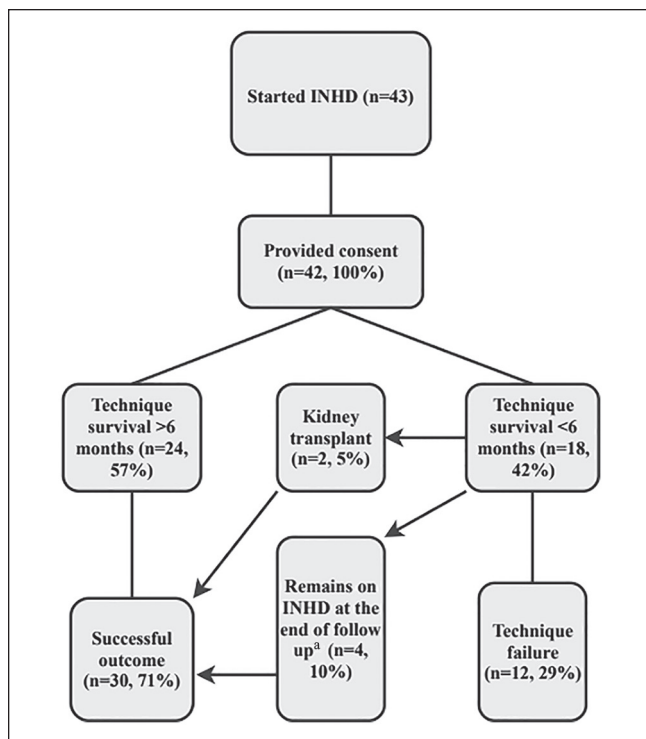 Started INHD (n=43)
Provided consent
(n=42, 100%)
Technique
survival >6
months (n=24,
57%)
Kidney
transplant
(n=2, 5%)
Technique
survival <6
months (n=18,
42%)
Successful
outcome
(n=30, 71%)
Remains on
INHD at the
end of follow
upᵃ (n=4,
10%)
Technique
failure
(n=12, 29%)